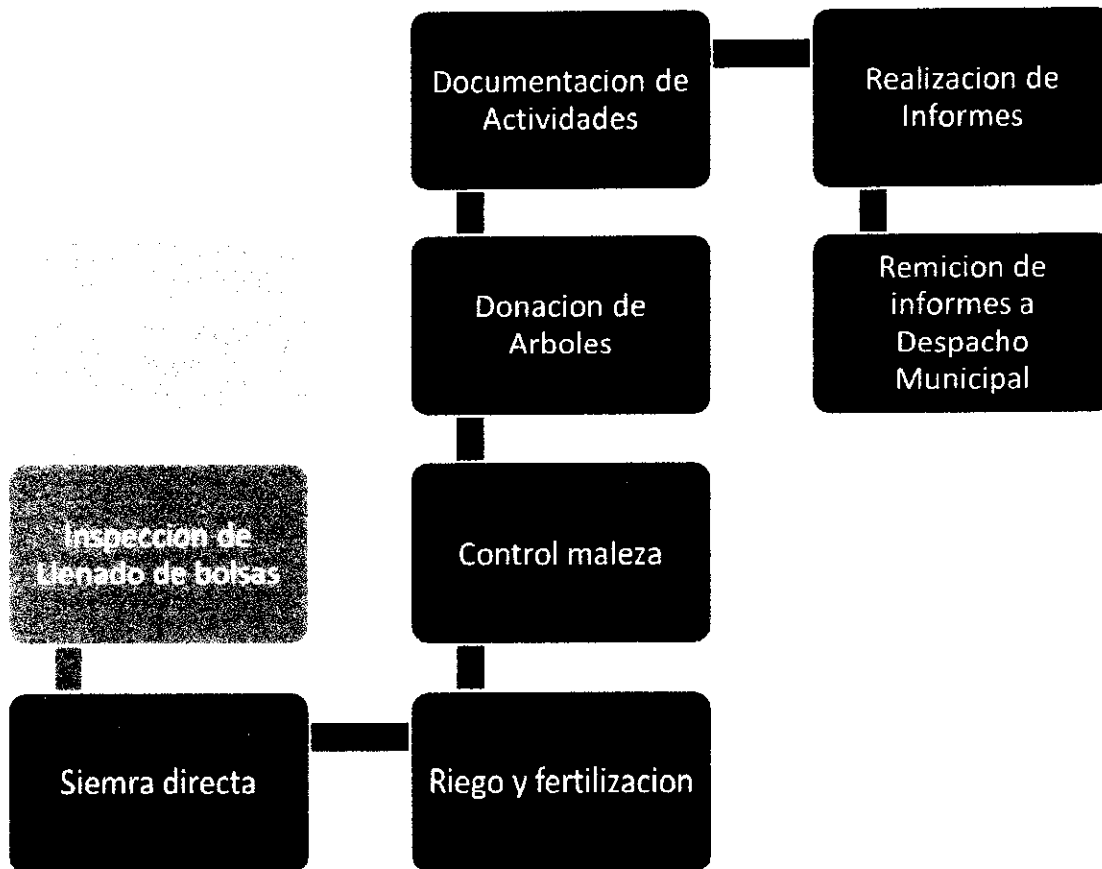 Inspeccion de
Llenado de bolsas
Siemra directa
Riego y fertilizacion
Control maleza
Donacion de
Arboles
Documentacion de
Actividades
Realizacion de
Informes
Remicion de
informes a
Despacho
Municipal